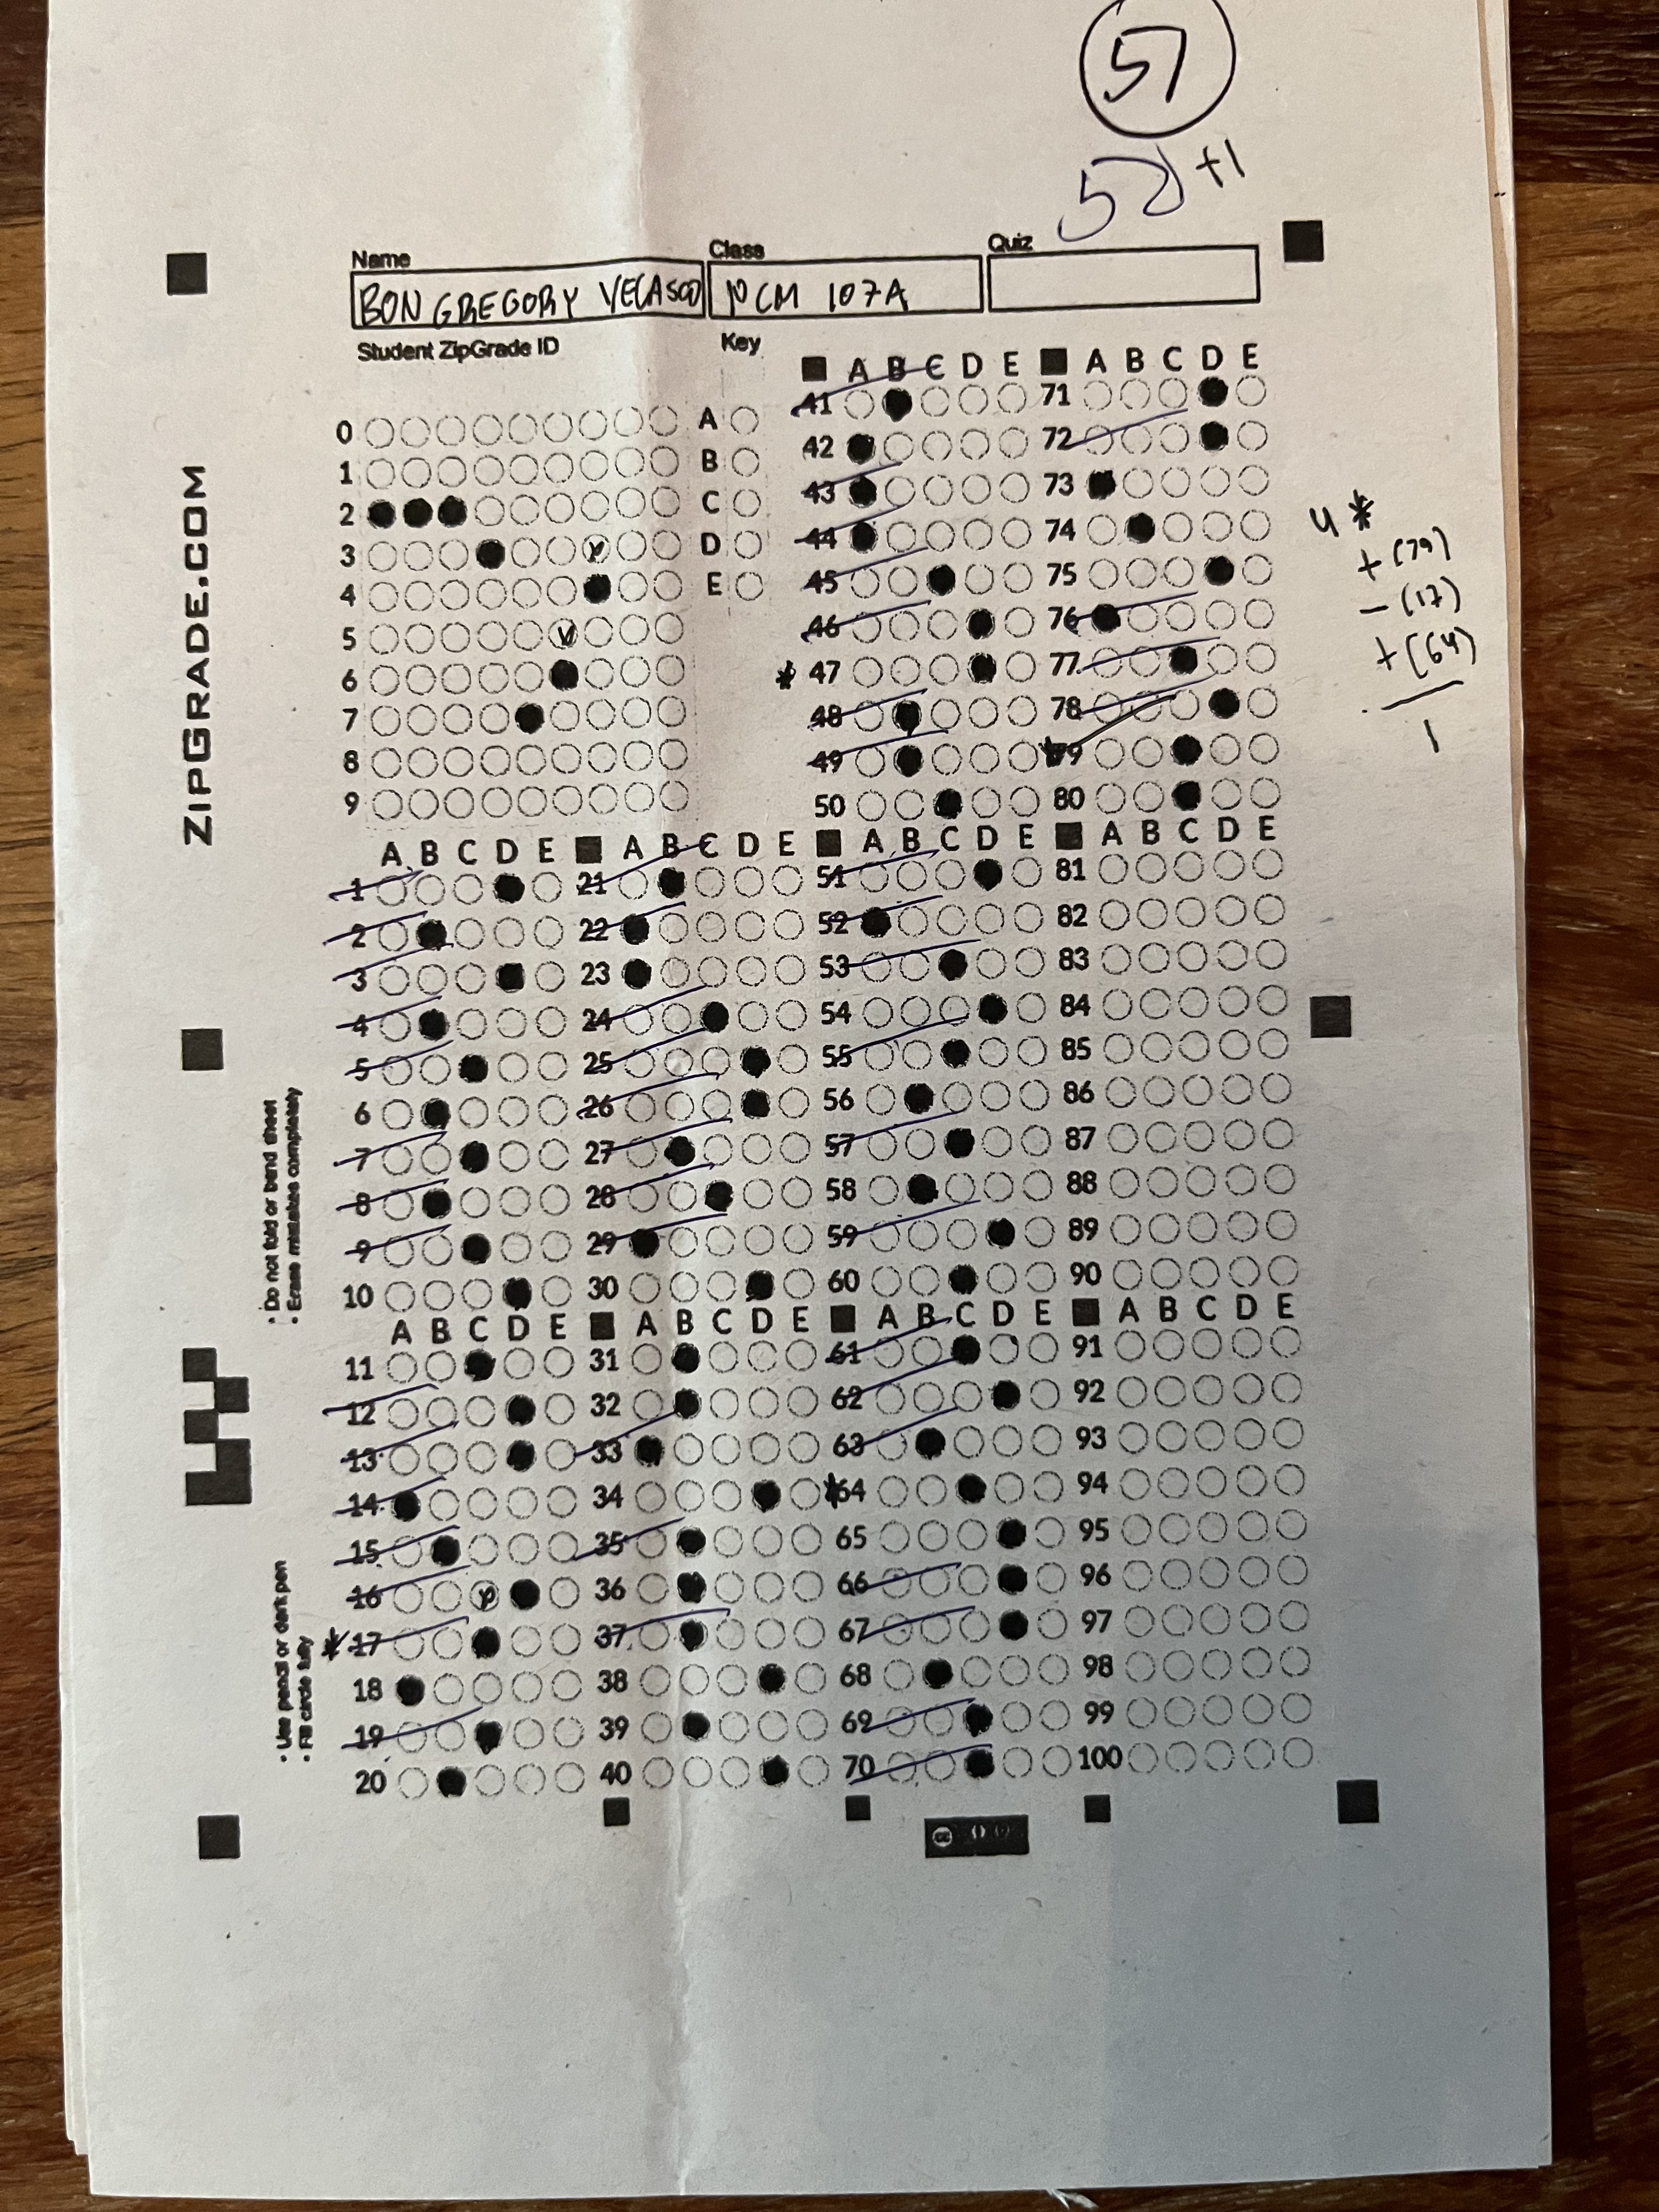 57
52 +1
Name Class Quiz
BON GREGORY VELASCO PCM 107A
Student ZipGrade ID Key
ZIPGRADE.COM
0 A
1 B
2 C
3 D
4 E
5
6
7
8
9
A B C D E A B C D E
41 71
42 72
43 73
44 74
45 75
46 76
* 47 77
48 78
49 * 79
50 80
4 *
+ (79)
- (17)
+ (64)
1
A B C D E A B C D E A B C D E A B C D E
1 21 51 81
2 22 52 82
3 23 53 83
4 24 54 84
5 25 55 85
6 26 56 86
7 27 57 87
8 28 58 88
9 29 59 89
10 30 60 90
A B C D E A B C D E A B C D E A B C D E
11 31 61 91
12 32 62 92
13 33 63 93
14 34 * 64 94
15 35 65 95
16 36 66 96
* 17 37 67 97
18 38 68 98
19 39 69 99
20 40 70 100
• Do not fold or bend sheet
• Erase mistakes completely
• Use pencil or dark pen
• Fill circle fully
cc